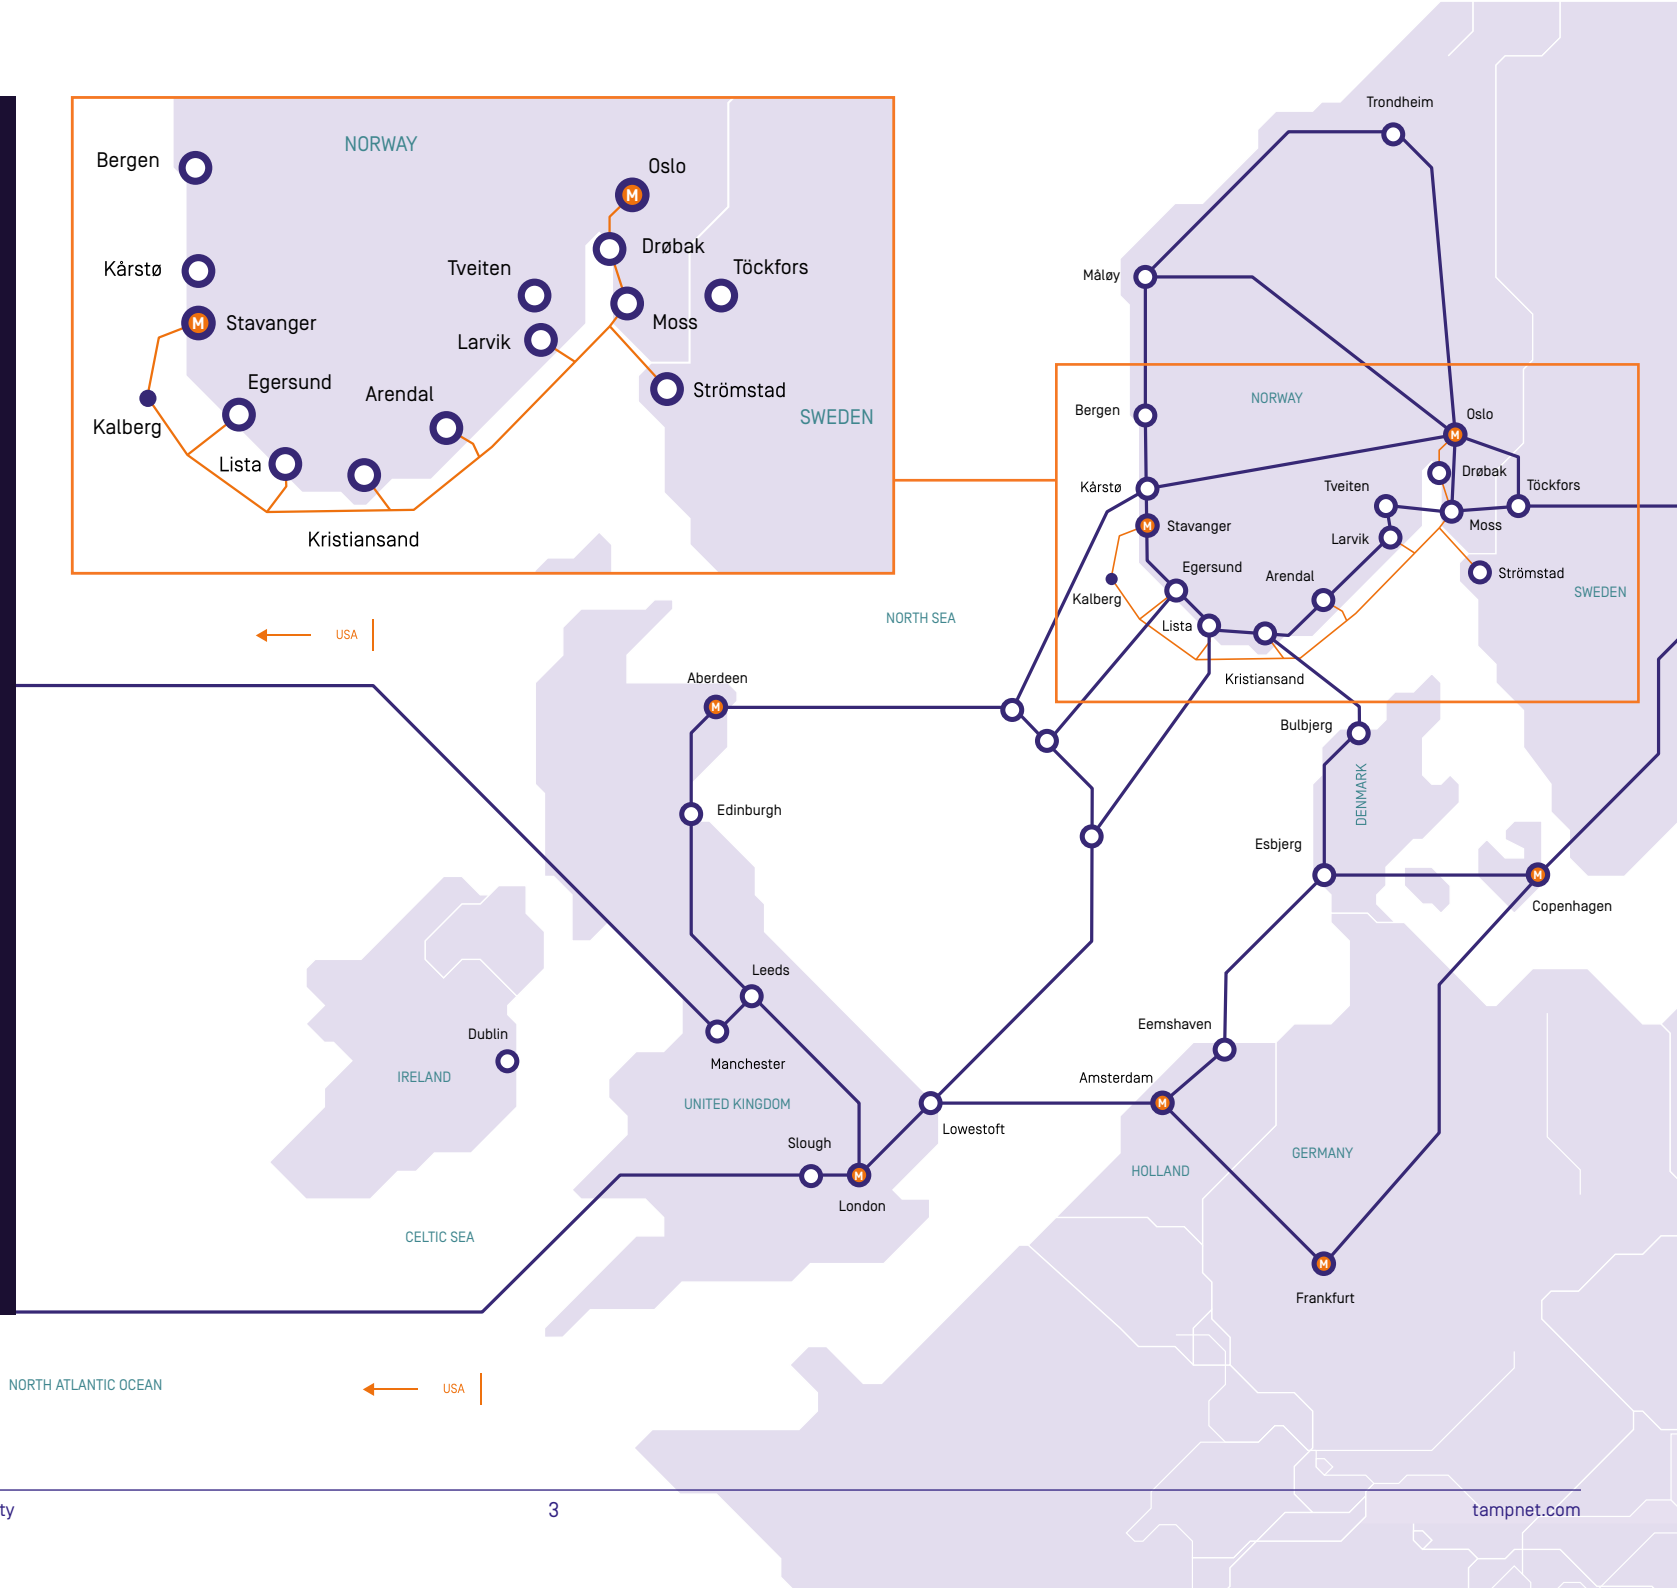 Bergen
NORWAY
Oslo
M
Drøbak
Kårstø
Tveiten
Töckfors
M
Stavanger
Moss
Larvik
Egersund
Arendal
Strömstad
Kalberg
SWEDEN
Lista
Kristiansand
Trondheim
Måløy
NORWAY
Bergen
Oslo
M
Drøbak
Kårstø
Tveiten
Töckfors
M
Stavanger
Moss
Larvik
Egersund
Arendal
Strömstad
Kalberg
SWEDEN
Lista
Kristiansand
NORTH SEA
USA
Aberdeen
M
Bulbjerg
DENMARK
Edinburgh
Esbjerg
M
Copenhagen
Leeds
Manchester
Dublin
IRELAND
Eemshaven
Amsterdam
M
UNITED KINGDOM
Lowestoft
Slough
M
London
HOLLAND
GERMANY
CELTIC SEA
M
Frankfurt
NORTH ATLANTIC OCEAN
USA
ty
3
tampnet.com